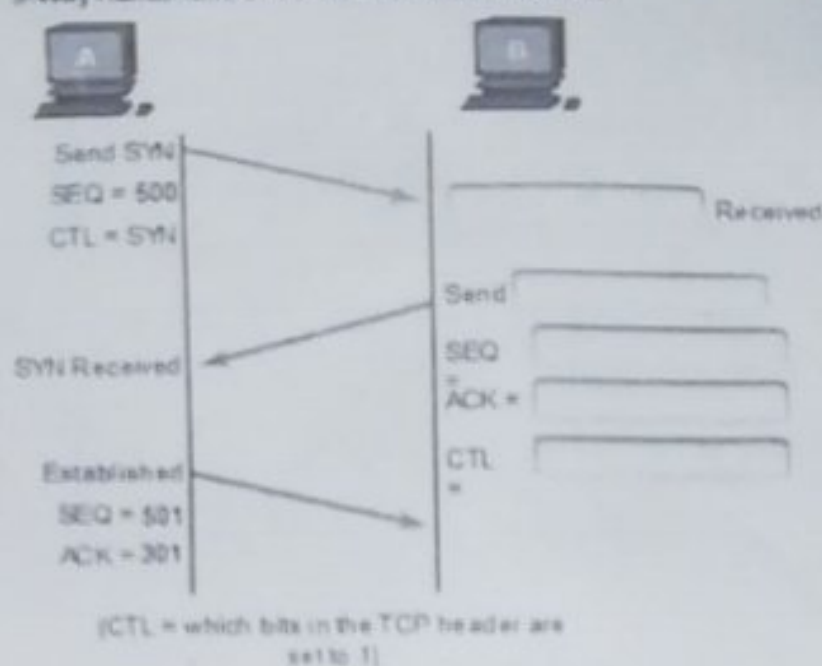 A
B
Send SYN
SEQ = 500
CTL = SYN
Received
Send
SEQ
=
SYN Received
ACK =
CTL
=
Established
SEQ = 501
ACK = 301
(CTL = which bits in the TCP header are
set to 1)